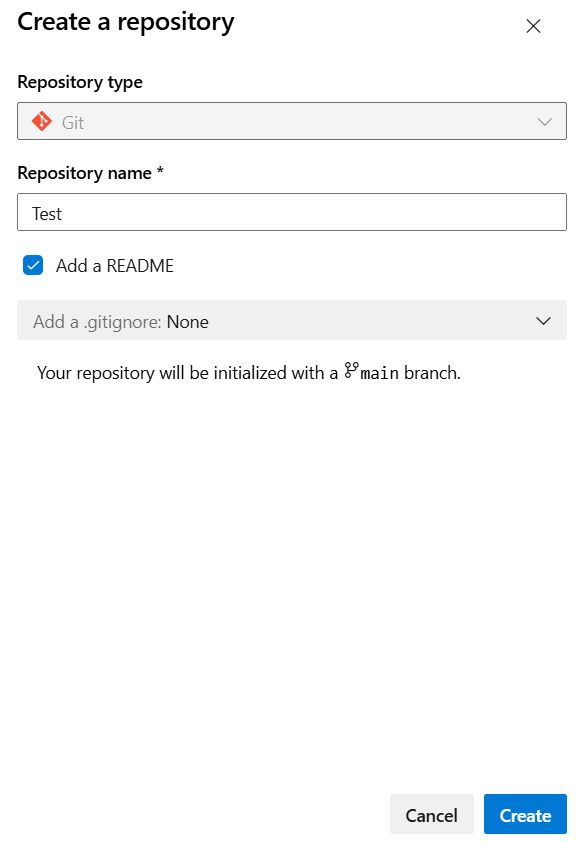 Create a repository
Repository type
Git
Repository name *
Test
Add a README
Add a .gitignore: None
Your repository will be initialized with a main branch.
Cancel
Create